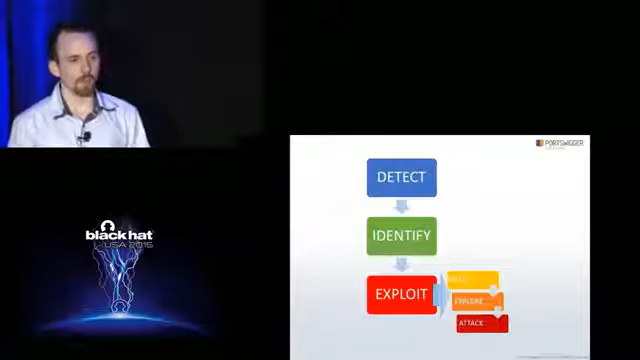 PORTSWIGGER
DETECT
IDENTIFY
EXPLOIT
EXPLORE
ATTACK
black hat
USA 2015